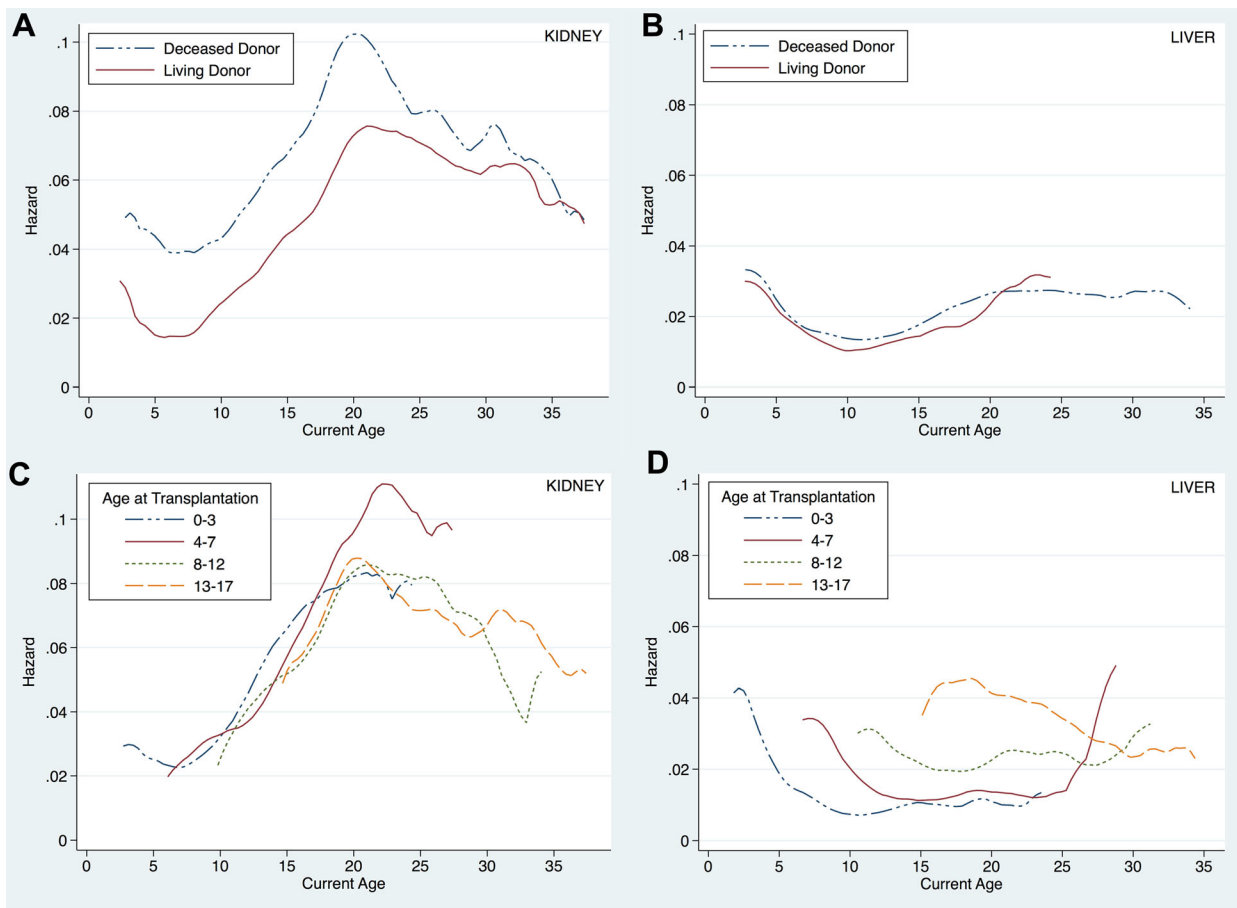 A
KIDNEY
Deceased Donor
Living Donor
.1
.08
.06
.04
.02
0
Hazard
0 5 10 15 20 25 30 35
Current Age
B
LIVER
Deceased Donor
Living Donor
.1
.08
.06
.04
.02
0
Hazard
0 5 10 15 20 25 30 35
Current Age
C
KIDNEY
Age at Transplantation
0-3
4-7
8-12
13-17
.1
.08
.06
.04
.02
0
Hazard
0 5 10 15 20 25 30 35
Current Age
D
LIVER
Age at Transplantation
0-3
4-7
8-12
13-17
.1
.08
.06
.04
.02
0
Hazard
0 5 10 15 20 25 30 35
Current Age